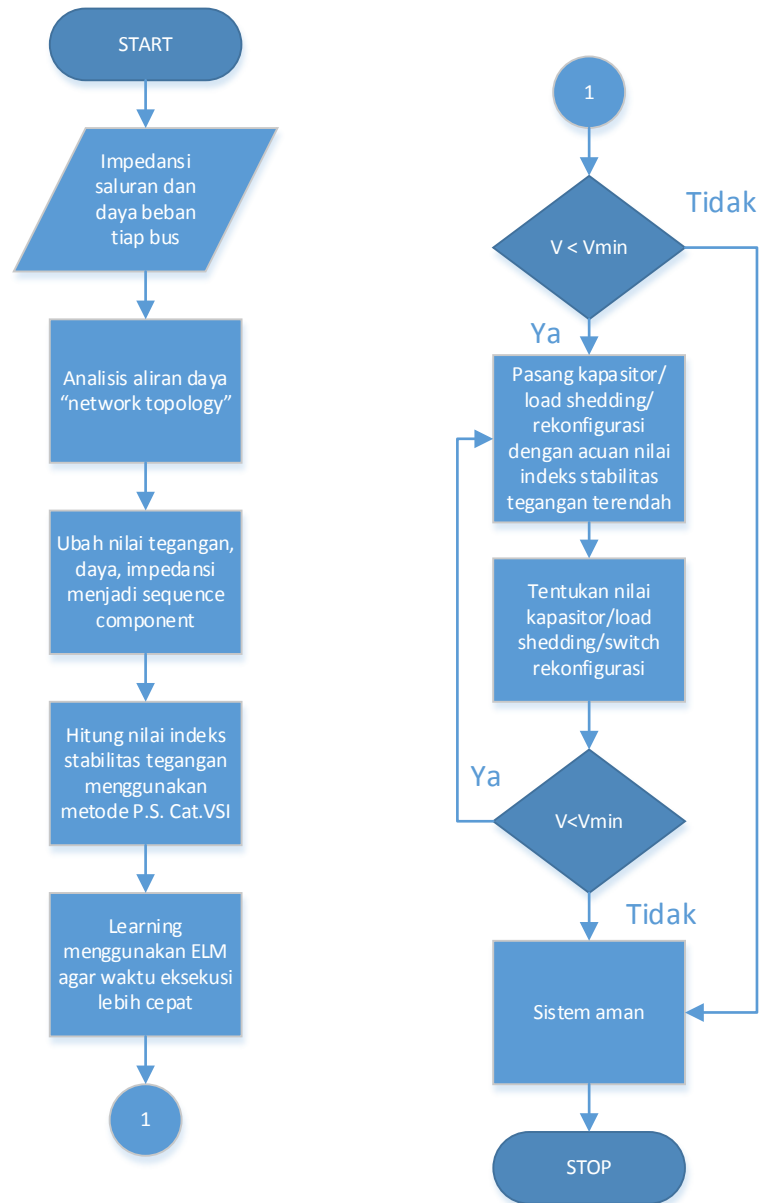 START
Impedansi
saluran dan
daya beban
tiap bus
Analisis aliran daya
“network topology”
Ubah nilai tegangan,
daya, impedansi
menjadi sequence
component
Hitung nilai indeks
stabilitas tegangan
menggunakan
metode P.S. Cat.VSI
Learning
menggunakan ELM
agar waktu eksekusi
lebih cepat
1
1
V < Vmin
Tidak
Ya
Pasang kapasitor/
load shedding/
rekonfigurasi
dengan acuan nilai
indeks stabilitas
tegangan terendah
Tentukan nilai
kapasitor/load
shedding/switch
rekonfigurasi
Ya
V<Vmin
Tidak
Sistem aman
STOP